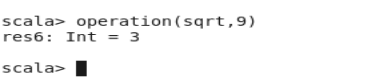 scala> operation(sqrt,9)
res6: Int = 3
scala>